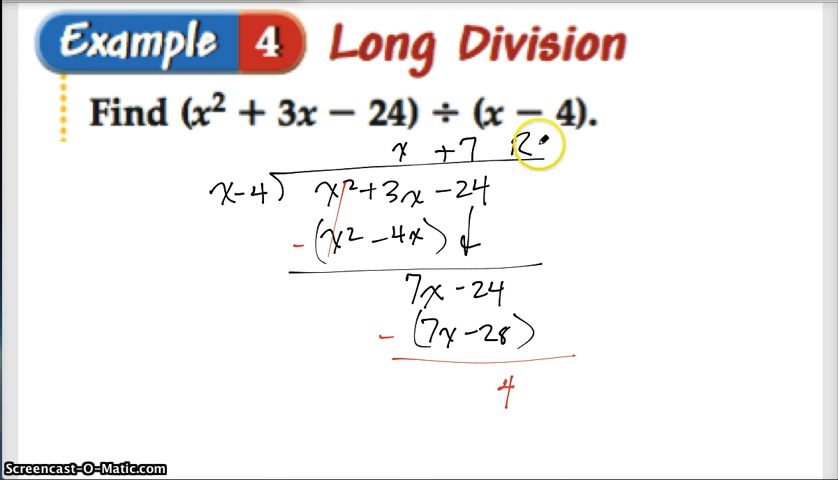 Example 4 Long Division
Find (x² + 3x − 24) ÷ (x − 4).
x +7 R
x-4) x²+3x-24
-(x²-4x)↓
7x-24
-(7x-28)
4
Screencast-O-Matic.com